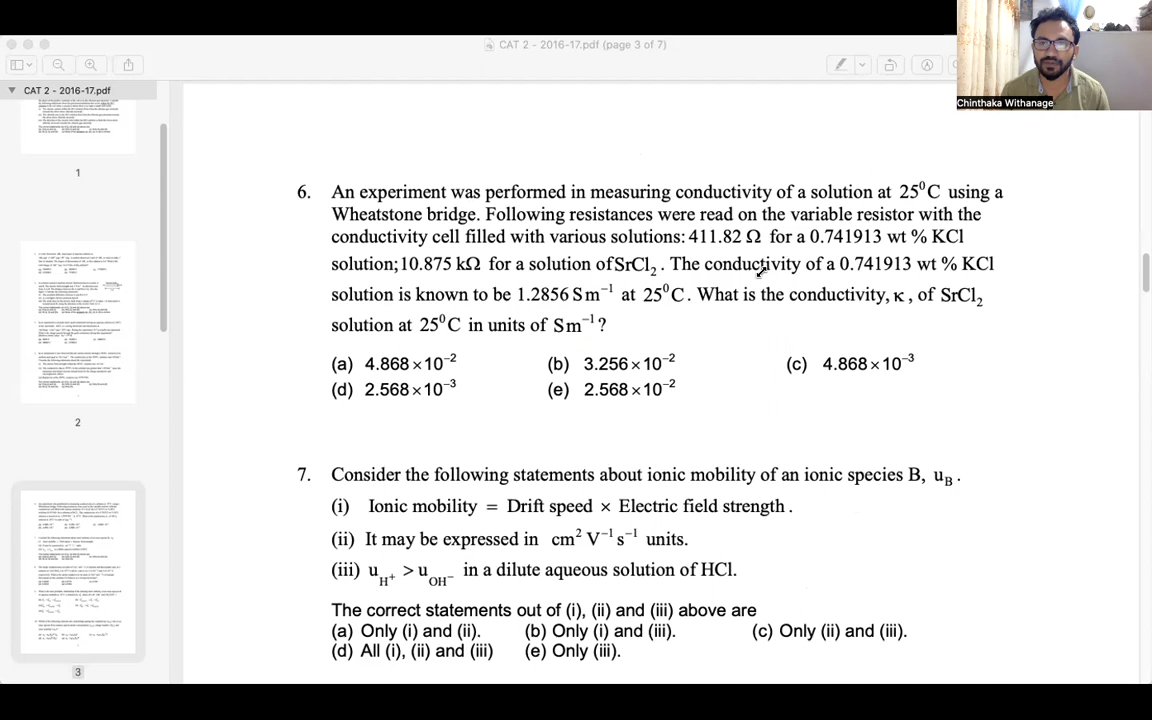 CAT 2 - 2016-17.pdf (page 3 of 7)
CAT 2 - 2016-17.pdf
Chinthaka Withanage
1
2
3
6. An experiment was performed in measuring conductivity of a solution at 25⁰C using a
Wheatstone bridge. Following resistances were read on the variable resistor with the
conductivity cell filled with various solutions: 411.82 Ω for a 0.741913 wt % KCl
solution;10.875 kΩ for a solution of SrCl₂. The conductivity of a 0.741913 wt % KCl
solution is known to be 1.2856 S m⁻¹ at 25⁰C. What is the conductivity, κ, of SrCl₂
solution at 25⁰C in units of S m⁻¹?
(a) 4.868 × 10⁻² (b) 3.256 × 10⁻² (c) 4.868 × 10⁻³
(d) 2.568 × 10⁻³ (e) 2.568 × 10⁻²
7. Consider the following statements about ionic mobility of an ionic species B, u_B.
(i) Ionic mobility = Drift speed × Electric field strength.
(ii) It may be expressed in cm² V⁻¹ s⁻¹ units.
(iii) u_H⁺ > u_OH⁻ in a dilute aqueous solution of HCl.
The correct statements out of (i), (ii) and (iii) above are
(a) Only (i) and (ii). (b) Only (i) and (iii). (c) Only (ii) and (iii).
(d) All (i), (ii) and (iii) (e) Only (iii).